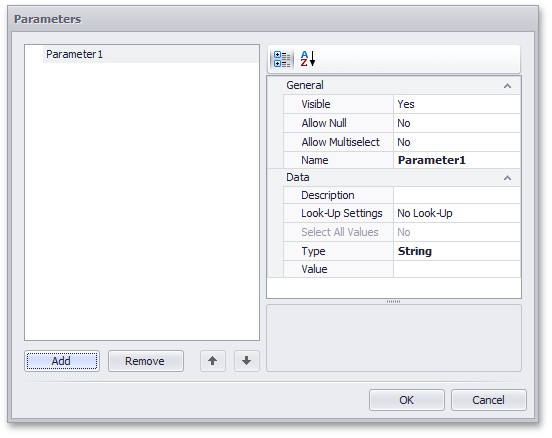 Parameters
Parameter1
A
Z
General
Visible Yes
Allow Null No
Allow Multiselect No
Name Parameter1
Data
Description
Look-Up Settings No Look-Up
Select All Values No
Type String
Value
Add Remove
OK Cancel